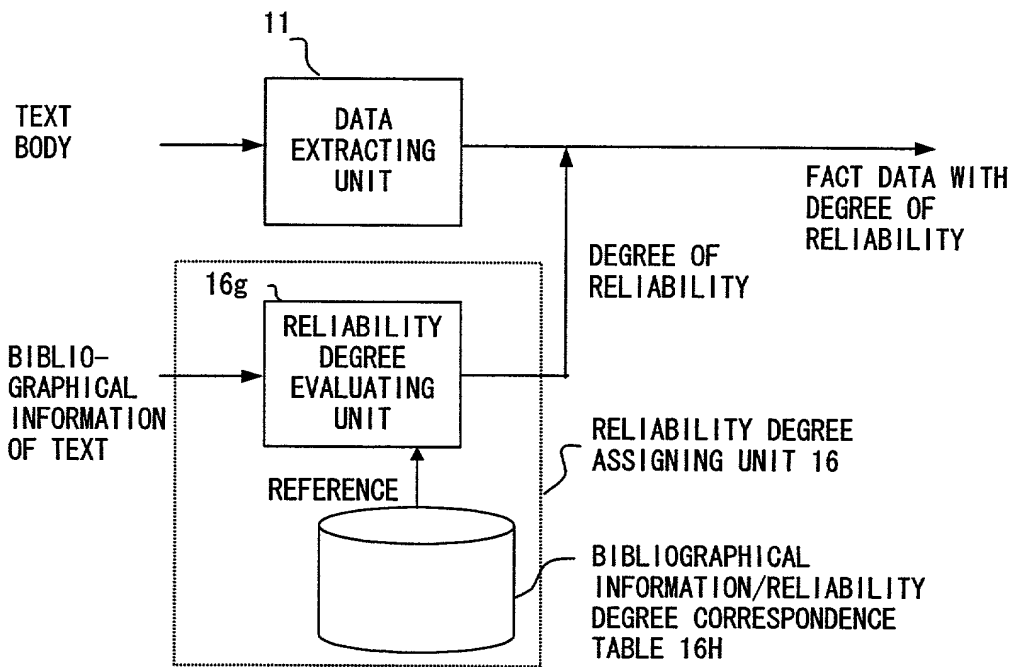 11
TEXT
BODY
DATA
EXTRACTING
UNIT
FACT DATA WITH
DEGREE OF
RELIABILITY
DEGREE OF
RELIABILITY
16g
RELIABILITY
DEGREE
EVALUATING
UNIT
BIBLIO-
GRAPHICAL
INFORMATION
OF TEXT
RELIABILITY DEGREE
ASSIGNING UNIT 16
REFERENCE
BIBLIOGRAPHICAL
INFORMATION/RELIABILITY
DEGREE CORRESPONDENCE
TABLE 16H